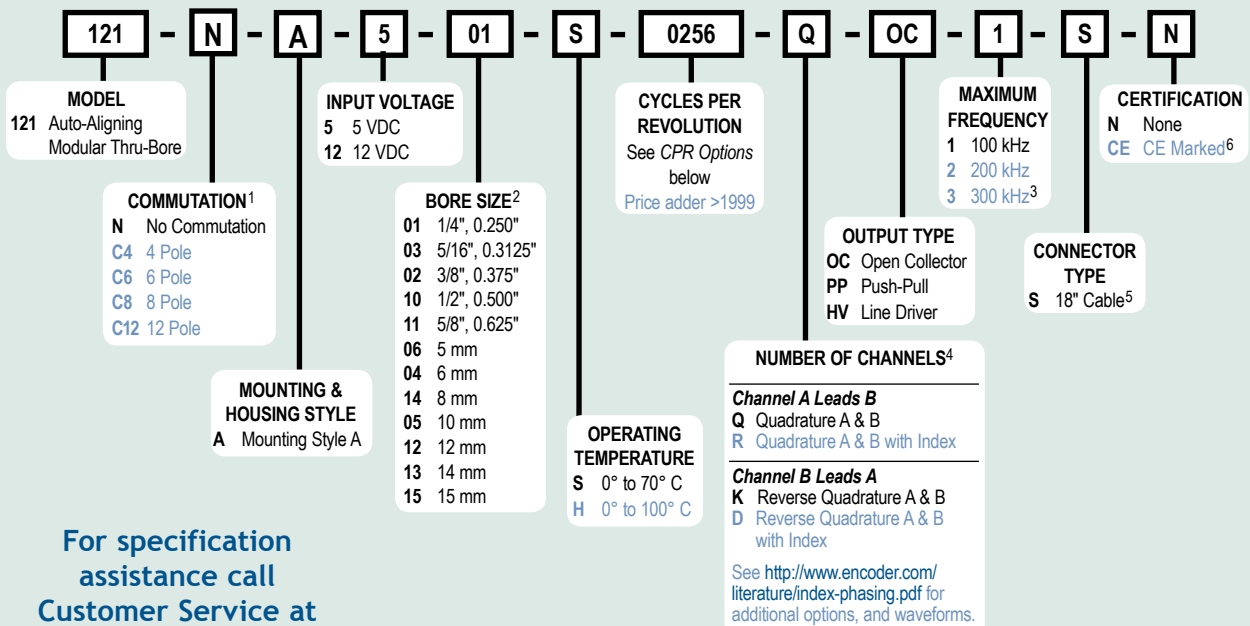 121 - N - A - 5 - 01 - S - 0256 - Q - OC - 1 - S - N
MODEL
121 Auto-Aligning
Modular Thru-Bore
COMMUTATION1
N No Commutation
C4 4 Pole
C6 6 Pole
C8 8 Pole
C12 12 Pole
MOUNTING &
HOUSING STYLE
A Mounting Style A
INPUT VOLTAGE
5 5 VDC
12 12 VDC
BORE SIZE2
01 1/4", 0.250"
03 5/16", 0.3125"
02 3/8", 0.375"
10 1/2", 0.500"
11 5/8", 0.625"
06 5 mm
04 6 mm
14 8 mm
05 10 mm
12 12 mm
13 14 mm
15 15 mm
OPERATING
TEMPERATURE
S 0° to 70° C
H 0° to 100° C
CYCLES PER
REVOLUTION
See CPR Options
below
Price adder >1999
NUMBER OF CHANNELS4
Channel A Leads B
Q Quadrature A & B
R Quadrature A & B with Index
Channel B Leads A
K Reverse Quadrature A & B
D Reverse Quadrature A & B
with Index
See http://www.encoder.com/
literature/index-phasing.pdf for
additional options, and waveforms.
OUTPUT TYPE
OC Open Collector
PP Push-Pull
HV Line Driver
MAXIMUM
FREQUENCY
1 100 kHz
2 200 kHz
3 300 kHz3
CONNECTOR
TYPE
S 18" Cable5
CERTIFICATION
N None
CE CE Marked6
For specification
assistance call
Customer Service at